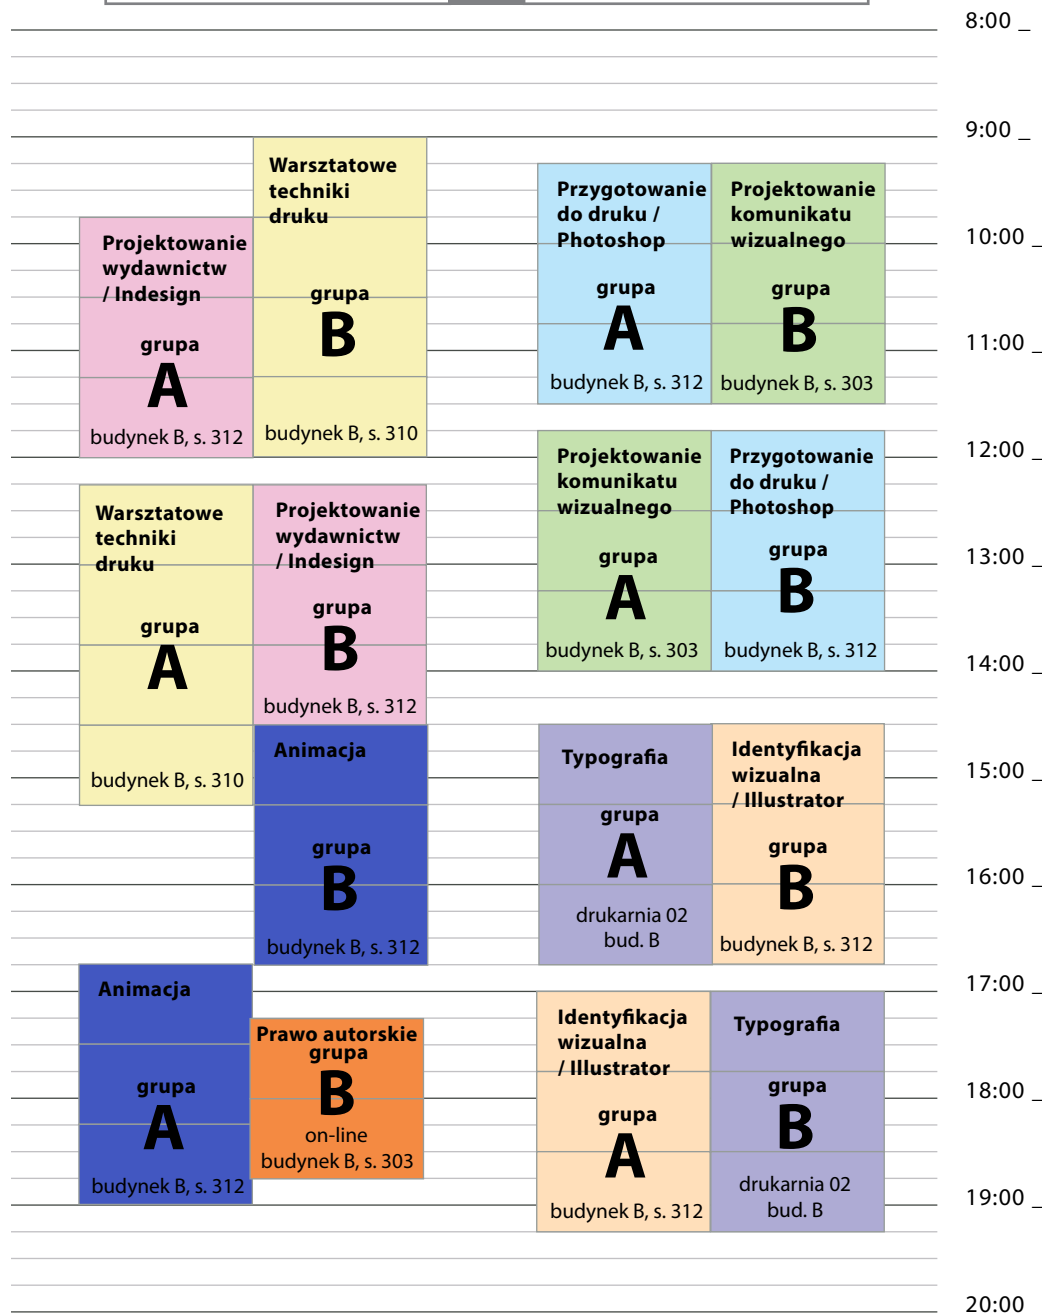 8:00 _
9:00 _
10:00 _
11:00 _
12:00 _
13:00 _
14:00 _
15:00 _
16:00 _
17:00 _
18:00 _
19:00 _
20:00
Projektowanie
wydawnictw
/ Indesign
grupa
A
budynek B, s. 312
Warsztatowe
techniki
druku
grupa
B
budynek B, s. 310
Przygotowanie
do druku /
Photoshop
grupa
A
budynek B, s. 312
Projektowanie
komunikatu
wizualnego
grupa
B
budynek B, s. 303
Warsztatowe
techniki
druku
grupa
A
budynek B, s. 310
Projektowanie
wydawnictw
/ Indesign
grupa
B
budynek B, s. 312
Projektowanie
komunikatu
wizualnego
grupa
A
budynek B, s. 303
Przygotowanie
do druku /
Photoshop
grupa
B
budynek B, s. 312
Animacja
grupa
B
budynek B, s. 312
Typografia
grupa
A
drukarnia 02
bud. B
Identyfikacja
wizualna
/ Illustrator
grupa
B
budynek B, s. 312
Animacja
grupa
A
budynek B, s. 312
Prawo autorskie
grupa
B
on-line
budynek B, s. 303
Identyfikacja
wizualna
/ Illustrator
grupa
A
budynek B, s. 312
Typografia
grupa
B
drukarnia 02
bud. B